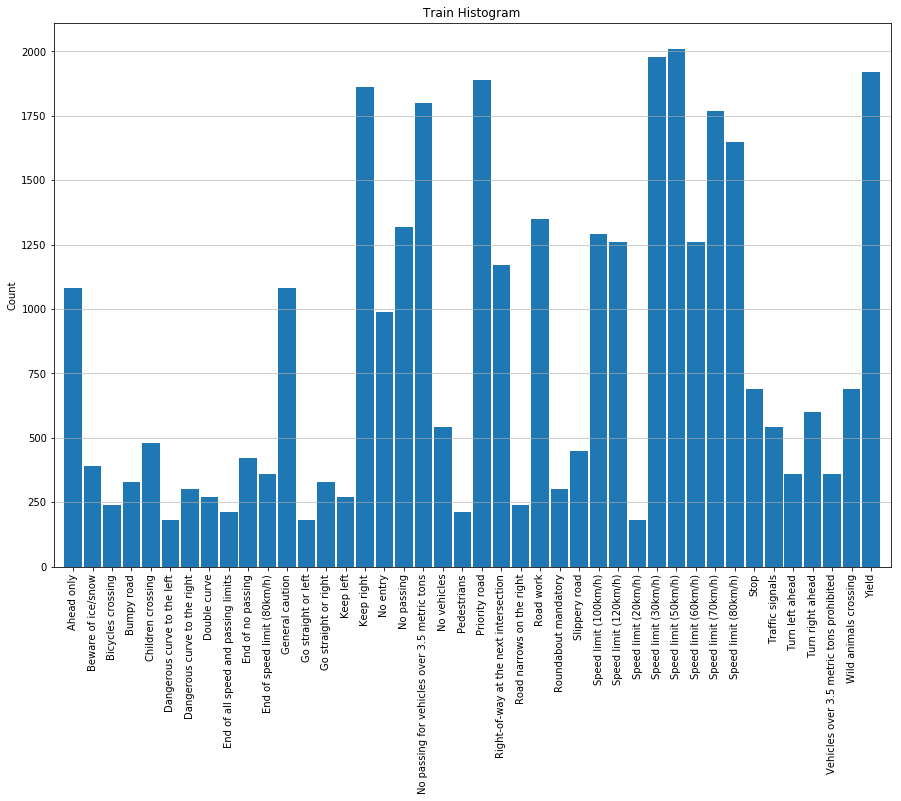 Train Histogram
Count
2000
1750
1500
1250
1000
750
500
250
0
Ahead only
Beware of ice/snow
Bicycles crossing
Bumpy road
Children crossing
Dangerous curve to the left
Dangerous curve to the right
Double curve
End of all speed and passing limits
End of no passing
End of speed limit (80km/h)
General caution
Go straight or left
Go straight or right
Keep left
Keep right
No entry
No passing
No passing for vehicles over 3.5 metric tons
No vehicles
Pedestrians
Priority road
Right-of-way at the next intersection
Road narrows on the right
Road work
Roundabout mandatory
Slippery road
Speed limit (100km/h)
Speed limit (120km/h)
Speed limit (20km/h)
Speed limit (30km/h)
Speed limit (50km/h)
Speed limit (60km/h)
Speed limit (70km/h)
Speed limit (80km/h)
Stop
Traffic signals
Turn left ahead
Turn right ahead
Vehicles over 3.5 metric tons prohibited
Wild animals crossing
Yield